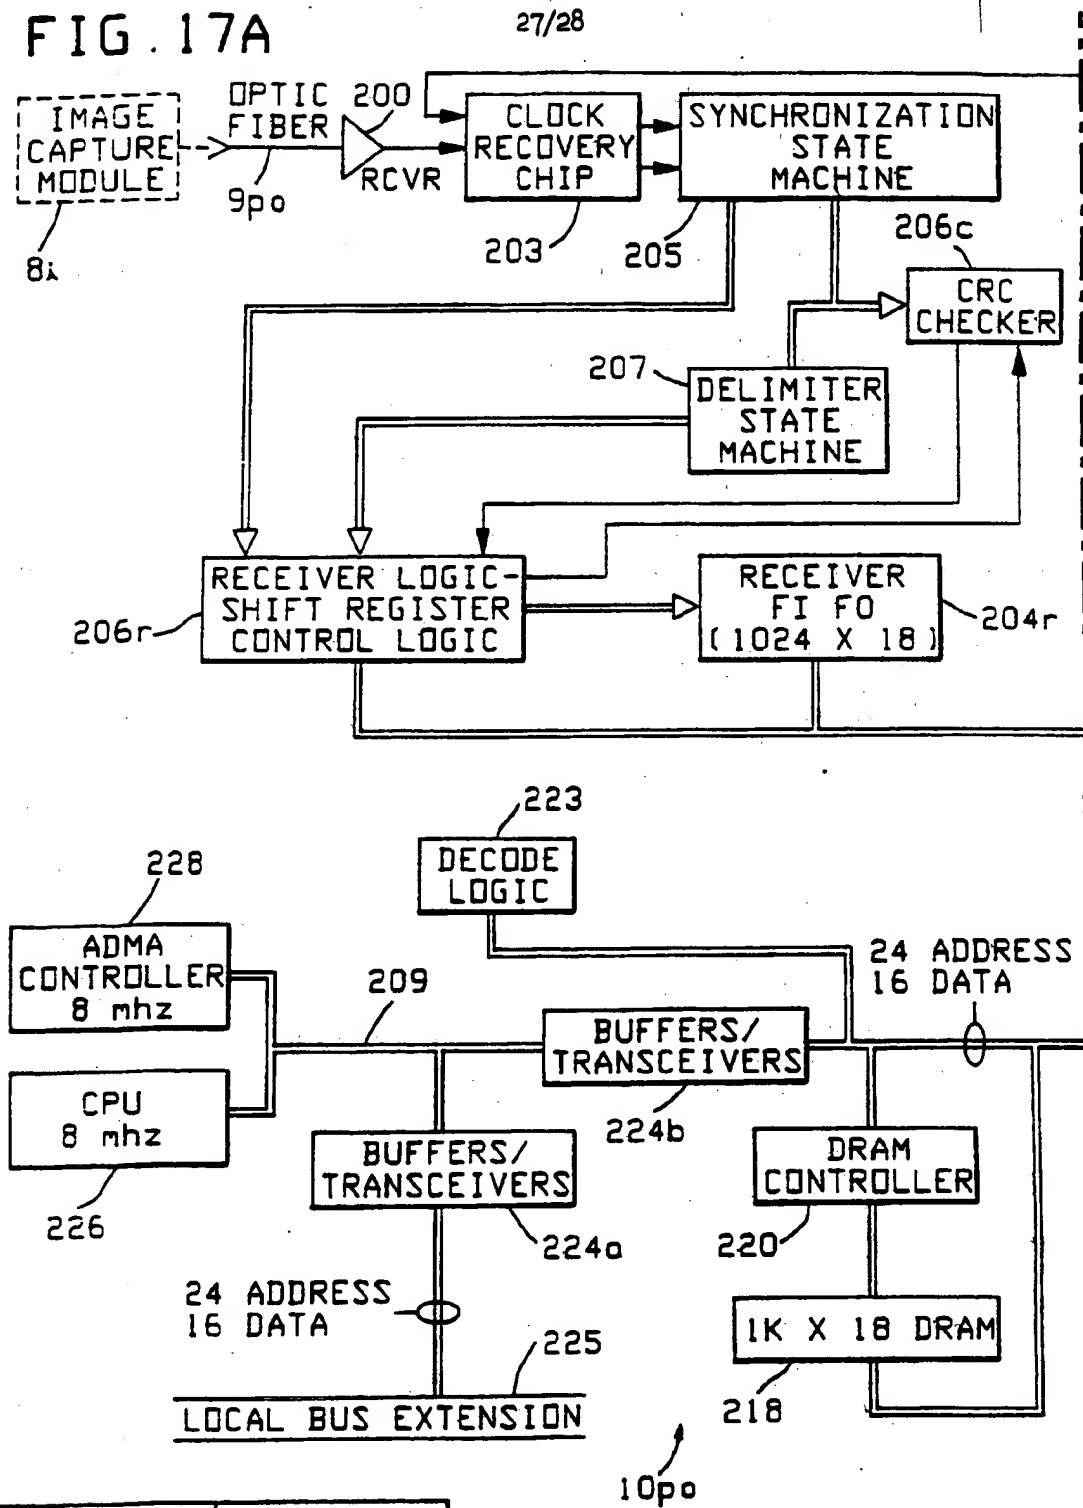 FIG. 17A
27/28
IMAGE
CAPTURE
MODULE
8i
OPTIC
FIBER
9po
200
RCVR
CLOCK
RECOVERY
CHIP
203
SYNCHRONIZATION
STATE
MACHINE
205
206c
CRC
CHECKER
207
DELIMITER
STATE
MACHINE
RECEIVER LOGIC-
SHIFT REGISTER
CONTROL LOGIC
206r
RECEIVER
FI FO
(1024 X 18)
204r
223
DECODE
LOGIC
228
ADMA
CONTROLLER
8 mhz
209
BUFFERS/
TRANSCEIVERS
224b
24 ADDRESS
16 DATA
CPU
8 mhz
226
BUFFERS/
TRANSCEIVERS
224a
DRAM
CONTROLLER
220
24 ADDRESS
16 DATA
225
1K X 18 DRAM
218
LOCAL BUS EXTENSION
10po